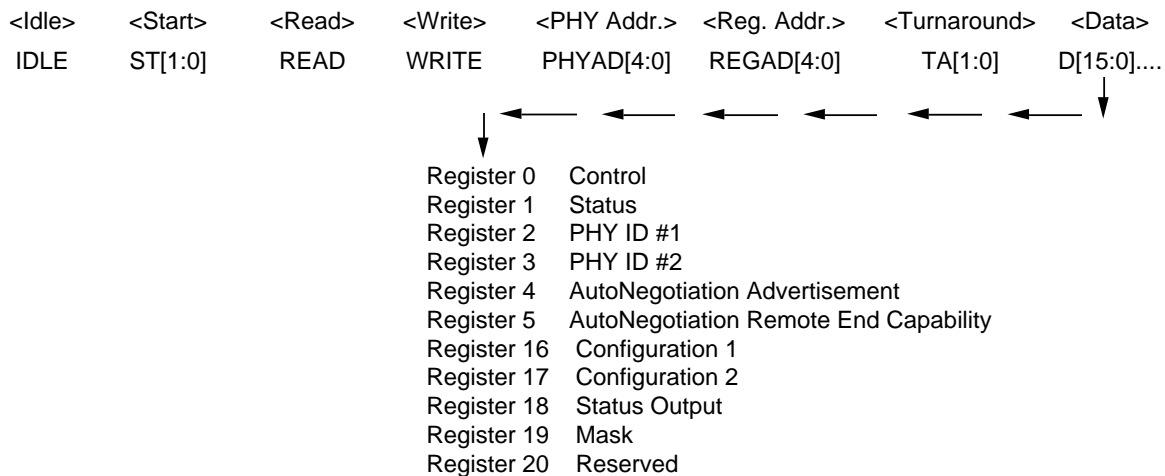 <Idle> <Start> <Read> <Write> <PHY Addr.> <Reg. Addr.> <Turnaround> <Data>
IDLE ST[1:0] READ WRITE PHYAD[4:0] REGAD[4:0] TA[1:0] D[15:0]....
Register 0 Control
Register 1 Status
Register 2 PHY ID #1
Register 3 PHY ID #2
Register 4 AutoNegotiation Advertisement
Register 5 AutoNegotiation Remote End Capability
Register 16 Configuration 1
Register 17 Configuration 2
Register 18 Status Output
Register 19 Mask
Register 20 Reserved